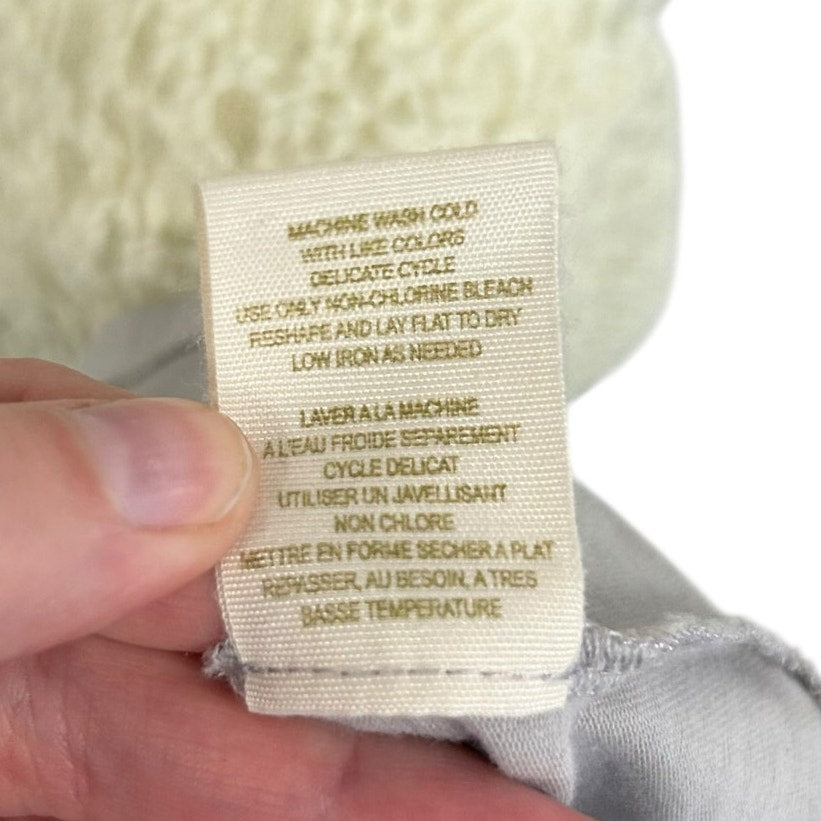 MACHINE WASH COLD
WITH LIKE COLORS
DELICATE CYCLE
USE ONLY NON-CHLORINE BLEACH
RESHAPE AND LAY FLAT TO DRY
LOW IRON AS NEEDED
LAVER A LA MACHINE
A L'EAU FROIDE SEPAREMENT
CYCLE DELICAT
UTILISER UN JAVELLISANT
NON CHLORE
METTRE EN FORME SECHER A PLAT
REPASSER, AU BESOIN, A TRES
BASSE TEMPERATURE